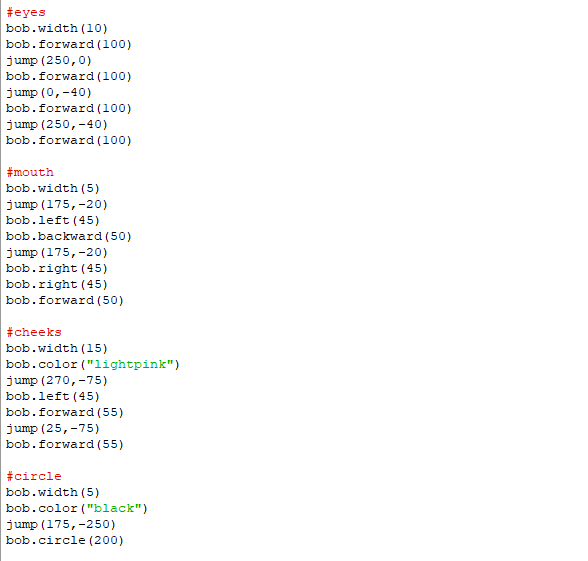 #eyes
bob.width(10)
bob.forward(100)
jump(250,0)
bob.forward(100)
jump(0,-40)
bob.forward(100)
jump(250,-40)
bob.forward(100)
#mouth
bob.width(5)
jump(175,-20)
bob.left(45)
bob.backward(50)
jump(175,-20)
bob.right(45)
bob.right(45)
bob.forward(50)
#cheeks
bob.width(15)
bob.color("lightpink")
jump(270,-75)
bob.left(45)
bob.forward(55)
jump(25,-75)
bob.forward(55)
#circle
bob.width(5)
bob.color("black")
jump(175,-250)
bob.circle(200)